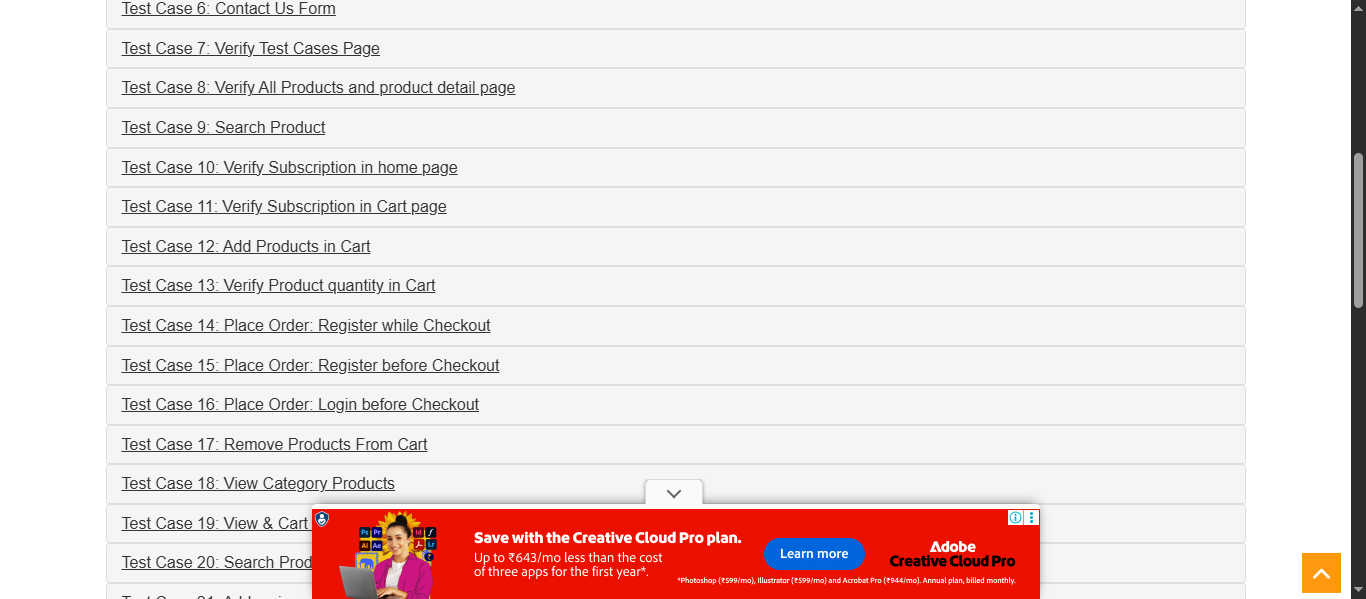 Test Case 6: Contact Us Form
Test Case 7: Verify Test Cases Page
Test Case 8: Verify All Products and product detail page
Test Case 9: Search Product
Test Case 10: Verify Subscription in home page
Test Case 11: Verify Subscription in Cart page
Test Case 12: Add Products in Cart
Test Case 13: Verify Product quantity in Cart
Test Case 14: Place Order: Register while Checkout
Test Case 15: Place Order: Register before Checkout
Test Case 16: Place Order: Login before Checkout
Test Case 17: Remove Products From Cart
Test Case 18: View Category Products
Test Case 19: View & Cart
Test Case 20: Search Prod
Ps Pr Id f
Ai Ae Lr
Save with the Creative Cloud Pro plan.
Up to ₹643/mo less than the cost
of three apps for the first year*.
Learn more
Adobe
Creative Cloud Pro
*Photoshop (₹599/mo), Illustrator (₹599/mo) and Acrobat Pro (₹944/mo). Annual plan, billed monthly.